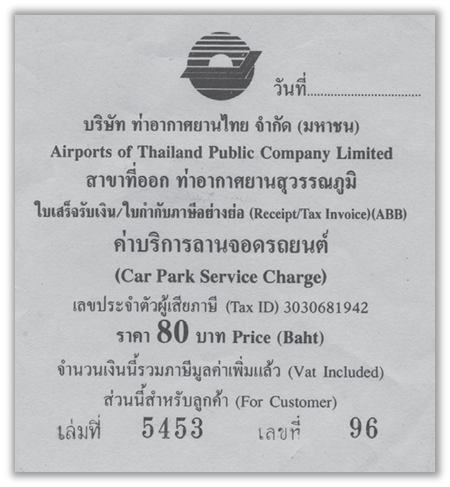 วันที่..............................
บริษัท ท่าอากาศยานไทย จำกัด (มหาชน)
Airports of Thailand Public Company Limited
สาขาที่ออก ท่าอากาศยานสุวรรณภูมิ
ใบเสร็จรับเงิน/ใบกำกับภาษีอย่างย่อ (Receipt/Tax Invoice)(ABB)
ค่าบริการลานจอดรถยนต์
(Car Park Service Charge)
เลขประจำตัวผู้เสียภาษี (Tax ID) 3030681942
ราคา 80 บาท Price (Baht)
จำนวนเงินนี้รวมภาษีมูลค่าเพิ่มแล้ว (Vat Included)
ส่วนนี้สำหรับลูกค้า (For Customer)
เล่มที่ 5453 เลขที่ 96